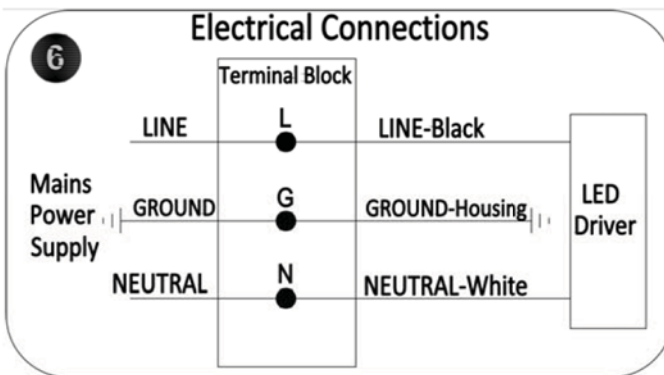 Electrical Connections
6
Terminal Block
L
LINE
LINE-Black
Mains
Power
Supply
G
GROUND
GROUND-Housing
LED
Driver
N
NEUTRAL
NEUTRAL-White